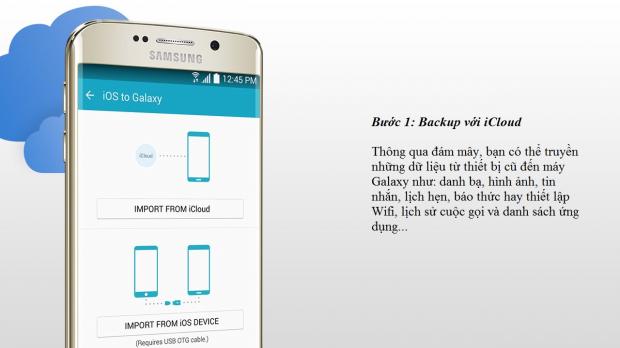 SAMSUNG
12:45 PM
← iOS to Galaxy
iCloud
IMPORT FROM iCloud
IMPORT FROM iOS DEVICE
(Requires USB OTG cable.)
Bước 1: Backup với iCloud
Thông qua đám mây, bạn có thể truyền
những dữ liệu từ thiết bị cũ đến máy
Galaxy như: danh bạ, hình ảnh, tin
nhắn, lịch hẹn, báo thức hay thiết lập
Wifi, lịch sử cuộc gọi và danh sách ứng
dụng...